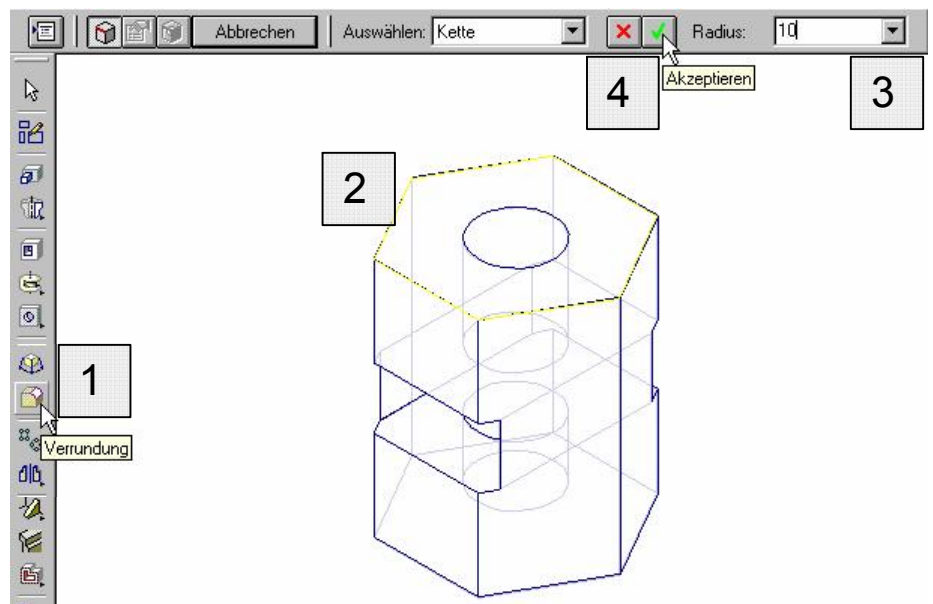 Abbrechen Auswählen: Kette Radius: 10
Akzeptieren
4 3
2
1
Verrundung